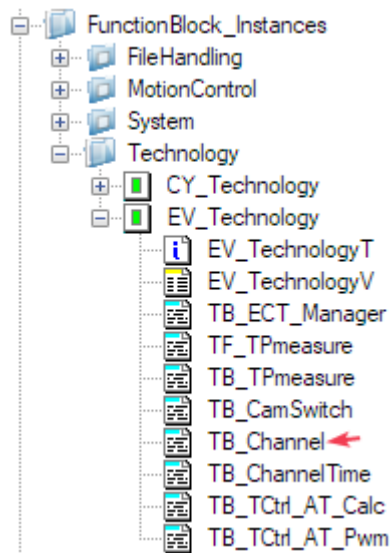 FunctionBlock_Instances
FileHandling
MotionControl
System
Technology
CY_Technology
EV_Technology
EV_TechnologyT
EV_TechnologyV
TB_ECT_Manager
TF_TPmeasure
TB_TPmeasure
TB_CamSwitch
TB_Channel
TB_ChannelTime
TB_TCtrl_AT_Calc
TB_TCtrl_AT_Pwm